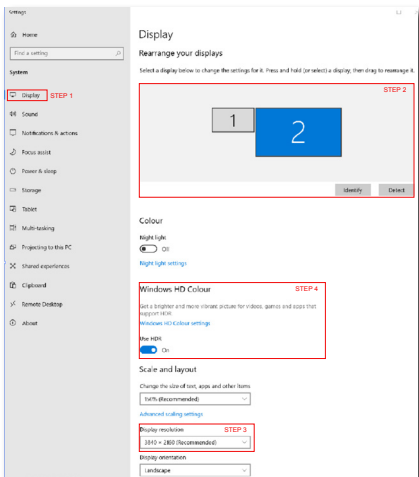 Settings
Home
Find a setting
System
Display STEP 1
Sound
Notifications & actions
Focus assist
Power & sleep
Storage
Tablet
Multi-tasking
Projecting to this PC
Shared experiences
Clipboard
Remote Desktop
About
Display
Rearrange your displays
Select a display below to change the settings for it. Press and hold (or select) a display, then drag to rearrange it.
STEP 2
1
2
Identify Detect
Colour
Night light
Off
Night light settings
Windows HD Colour STEP 4
Get a brighter and more vibrant picture for videos, games and apps that
support HDR.
Windows HD Colour settings
Use HDR
On
Scale and layout
Change the size of text, apps and other items
(Recommended)
Advanced scaling settings
Display resolution STEP 3
3840 × 2160 (Recommended)
Display orientation
Landscape